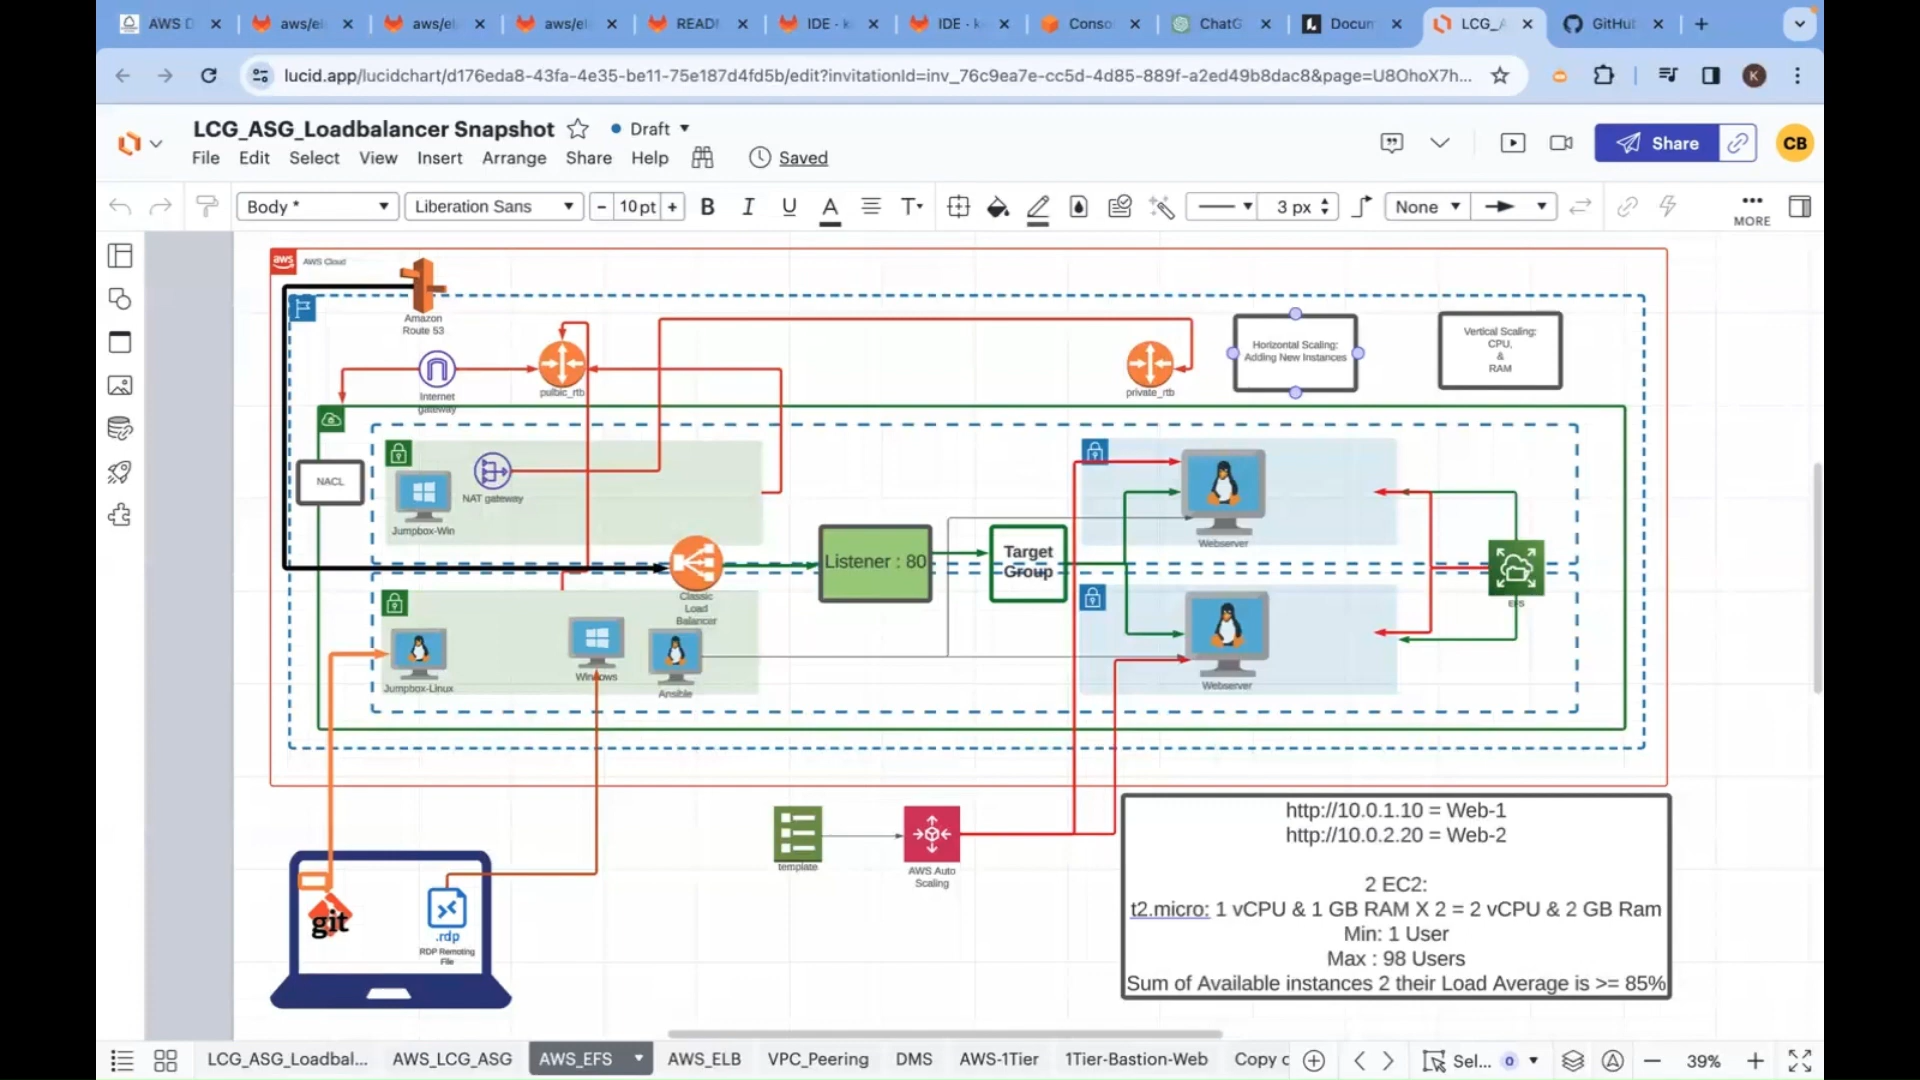 AWS D
aws/el
aws/el
aws/el
READ
IDE - k
IDE - k
Conso
ChatG
Docum
LCG_A
GitHub
lucid.app/lucidchart/d176eda8-43fa-4e35-be11-75e187d4fd5b/edit?invitationId=inv_76c9ea7e-cc5d-4d85-889f-a2ed49b8dac8&page=U8OhoX7h...
K
LCG_ASG_Loadbalancer Snapshot
Draft
File Edit Select View Insert Arrange Share Help
Saved
Share
CB
Body *
Liberation Sans
10 pt
B I U A T
3 px
None
MORE
aws
AWS Cloud
Amazon
Route 53
Internet
gateway
pulbic_rtb
private_rtb
Horizontal Scaling:
Adding New Instances
Vertical Scaling:
CPU,
&
RAM
NACL
NAT gateway
Jumpbox-Win
Classic
Load
Balancer
Listener : 80
Target
Group
Webserver
EFS
Jumpbox-Linux
Windows
Ansible
Webserver
template
AWS Auto
Scaling
git
.rdp
RDP Remoting
File
http://10.0.1.10 = Web-1
http://10.0.2.20 = Web-2
2 EC2:
t2.micro: 1 vCPU & 1 GB RAM X 2 = 2 vCPU & 2 GB Ram
Min: 1 User
Max : 98 Users
Sum of Available instances 2 their Load Average is >= 85%
LCG_ASG_Loadbal...
AWS_LCG_ASG
AWS_EFS
AWS_ELB
VPC_Peering
DMS
AWS-1Tier
1Tier-Bastion-Web
Copy
Sel...
0
39%